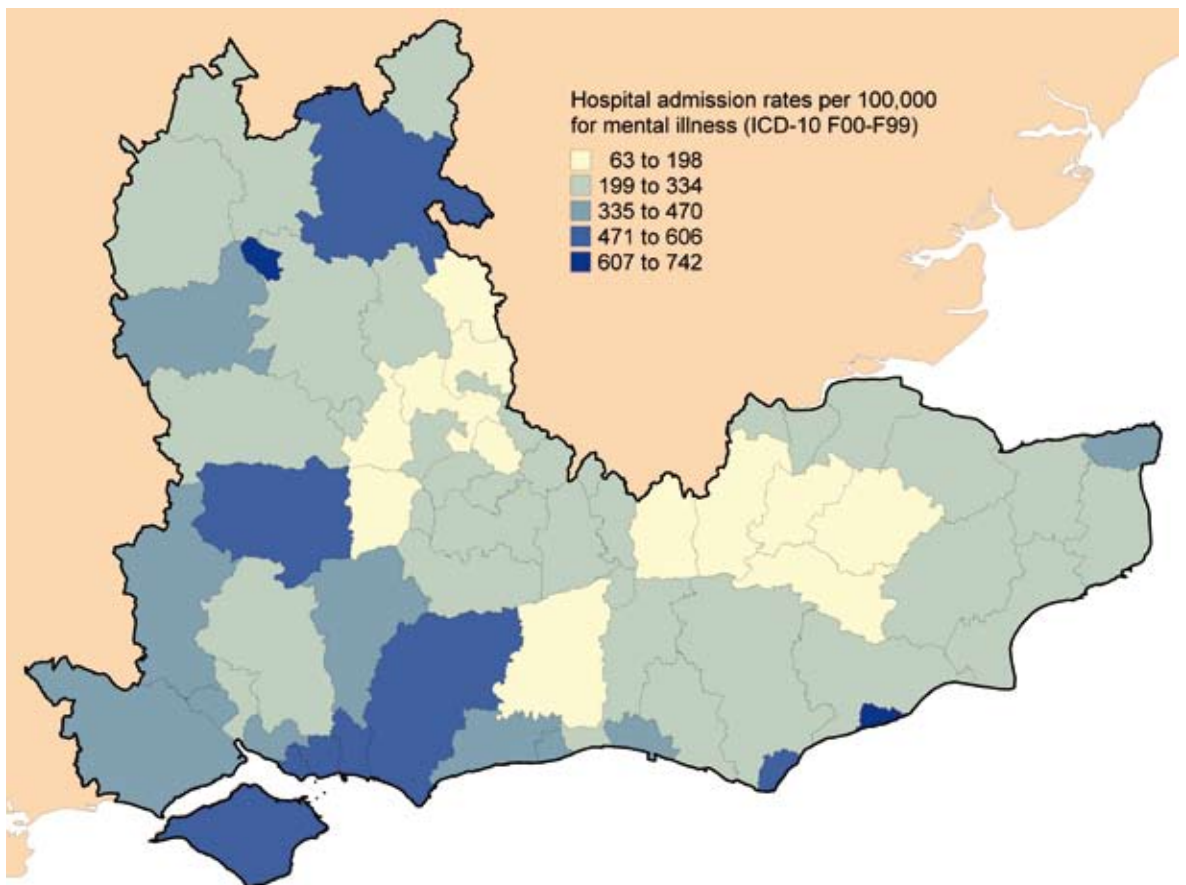 Hospital admission rates per 100,000
for mental illness (ICD-10 F00-F99)
63 to 198
199 to 334
335 to 470
471 to 606
607 to 742